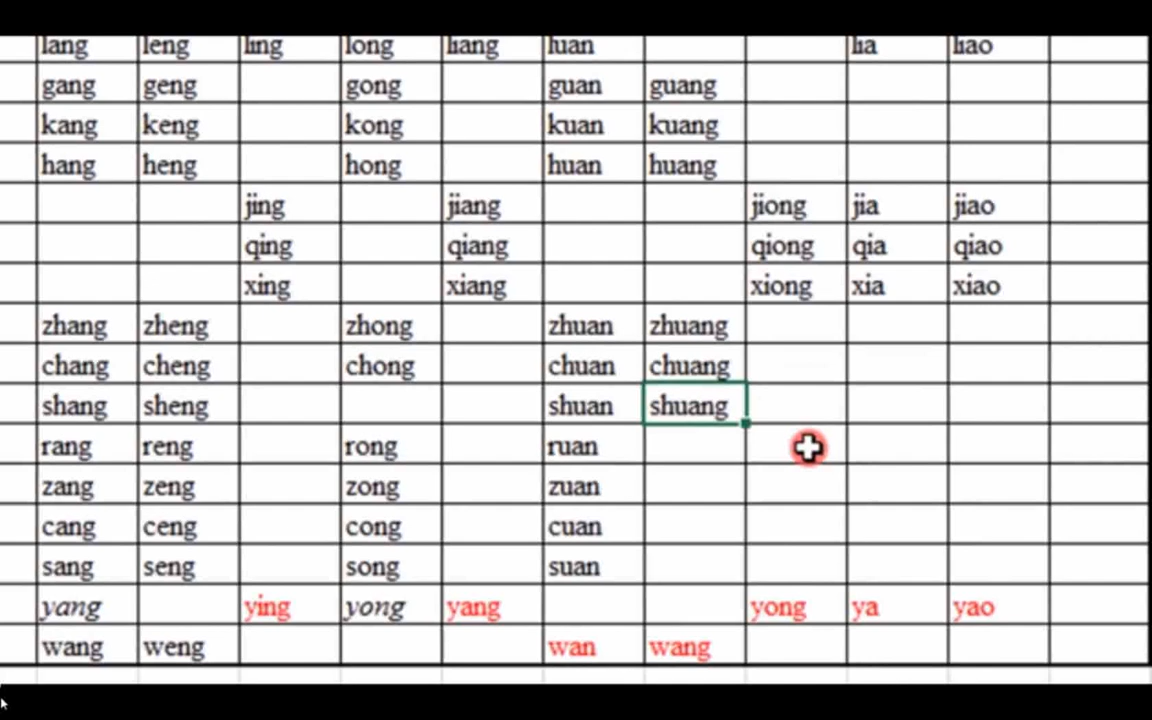 lang leng ling long liang luan lia liao
gang geng gong guan guang
kang keng kong kuan kuang
hang heng hong huan huang
jing jiang jiong jia jiao
qing qiang qiong qia qiao
xing xiang xiong xia xiao
zhang zheng zhong zhuan zhuang
chang cheng chong chuan chuang
shang sheng shuan shuang
rang reng rong ruan
zang zeng zong zuan
cang ceng cong cuan
sang seng song suan
yang ying yong yang yong ya yao
wang weng wan wang